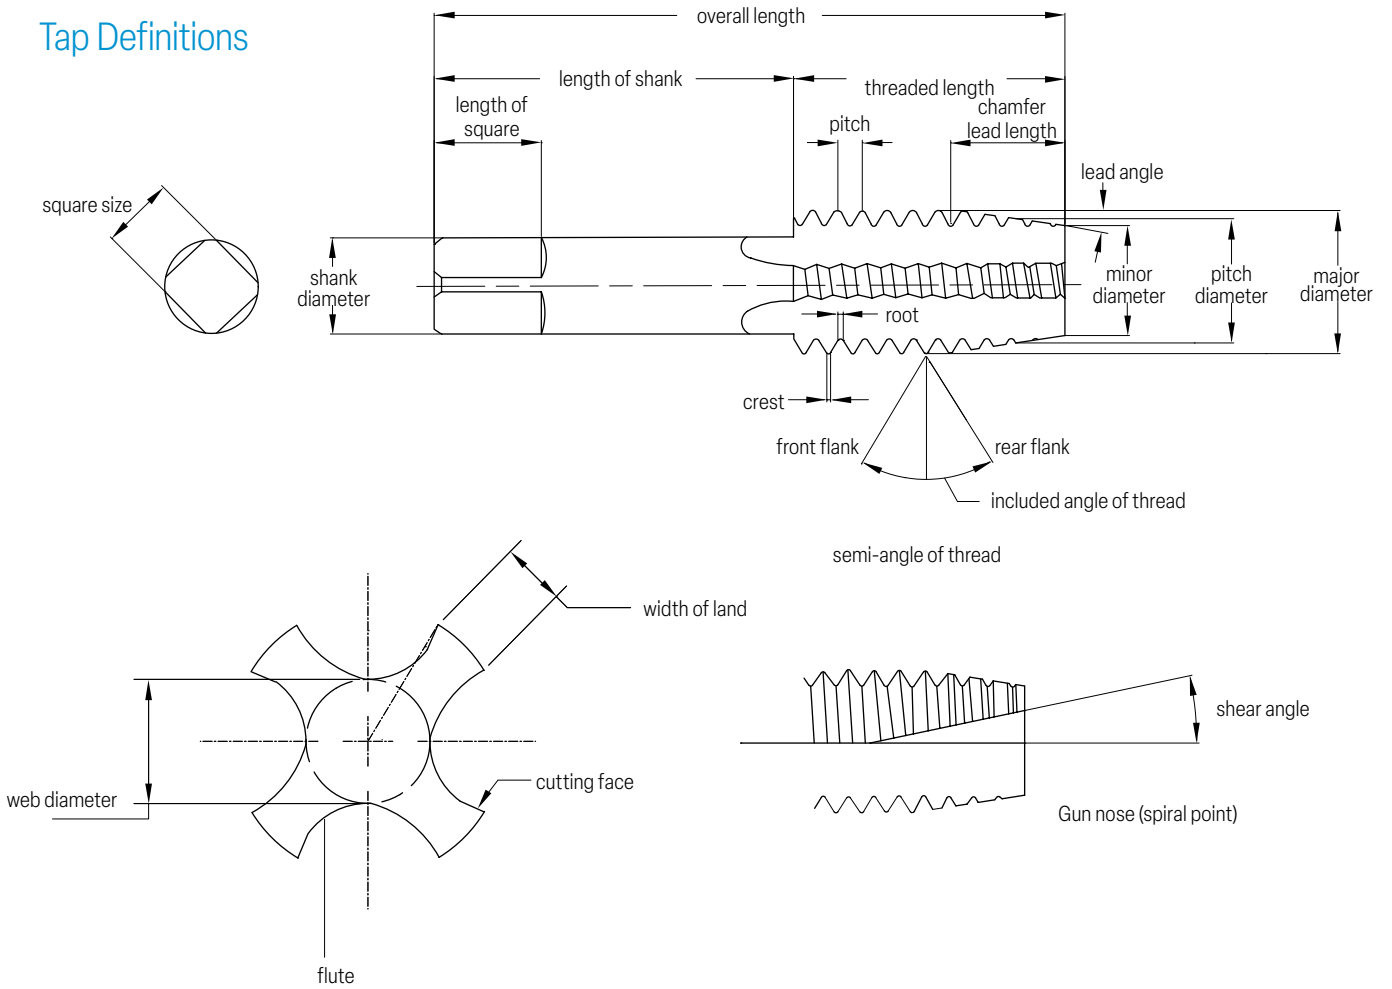 Tap Definitions
overall length
length of shank
threaded length
length of
square
chamfer
lead length
pitch
lead angle
square size
shank
diameter
minor
diameter
pitch
diameter
major
diameter
root
crest
front flank
rear flank
included angle of thread
semi-angle of thread
width of land
shear angle
cutting face
web diameter
Gun nose (spiral point)
flute